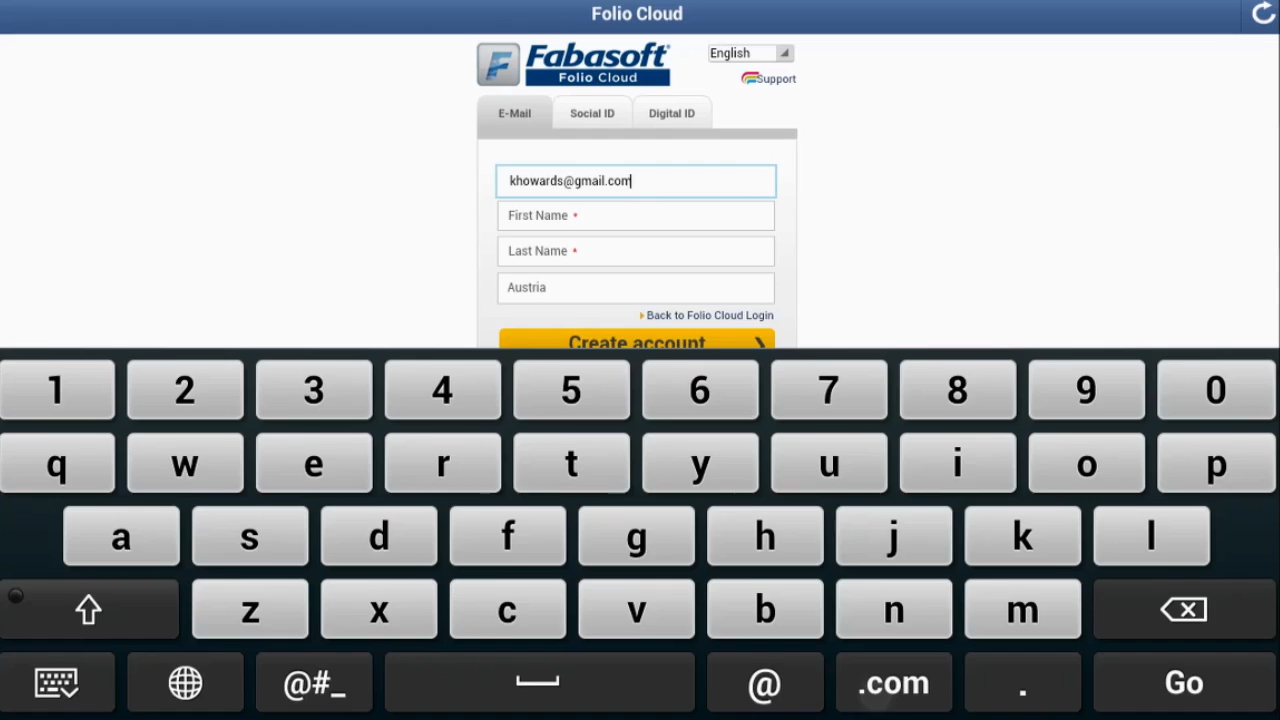 Folio Cloud
Fabasoft
Folio Cloud
English
Support
E-Mail Social ID Digital ID
khowards@gmail.com
First Name *
Last Name *
Austria
Back to Folio Cloud Login
Create account
1 2 3 4 5 6 7 8 9 0
q w e r t y u i o p
a s d f g h j k l
z x c v b n m
@#_ @ .com . Go